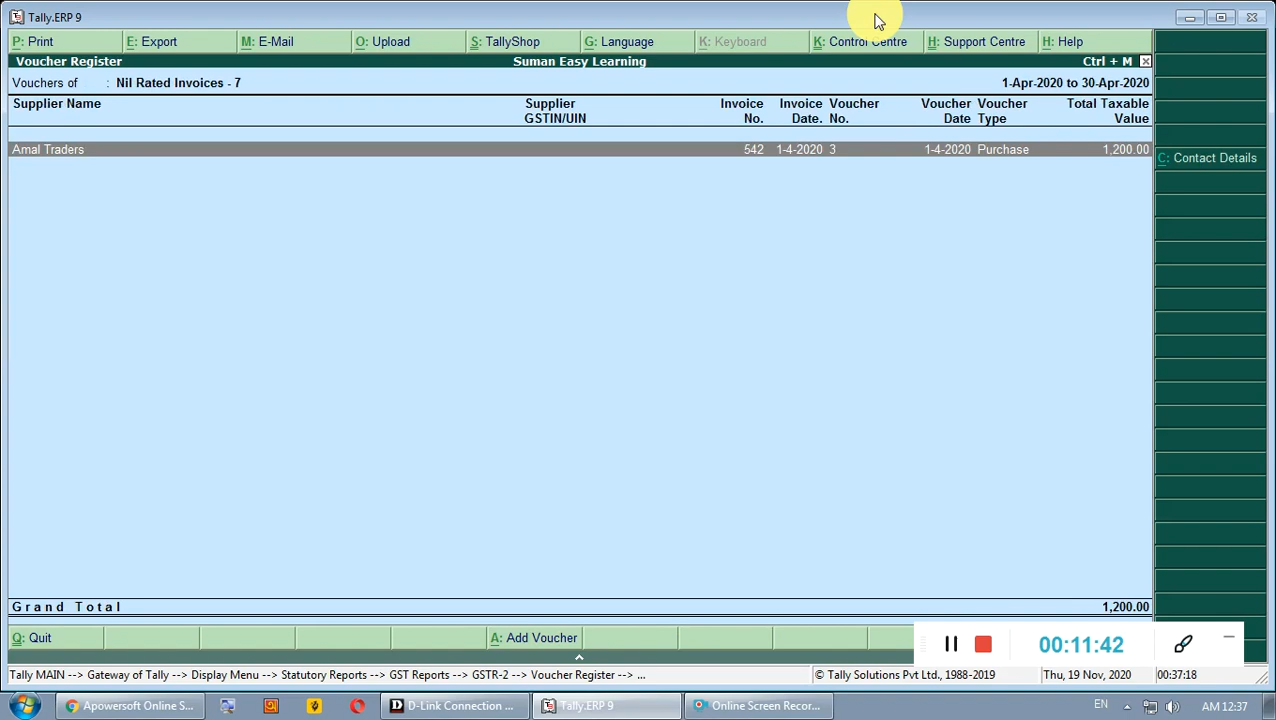 Tally.ERP 9
P: Print E: Export M: E-Mail O: Upload S: TallyShop G: Language K: Keyboard K: Control Centre H: Support Centre H: Help
Voucher Register Suman Easy Learning Ctrl + M
Vouchers of : Nil Rated Invoices - 7 1-Apr-2020 to 30-Apr-2020
Supplier Name Supplier Invoice Invoice Voucher Voucher Voucher Total Taxable
GSTIN/UIN No. Date. No. Date Type Value
Amal Traders 542 1-4-2020 3 1-4-2020 Purchase 1,200.00
C: Contact Details
Grand Total 1,200.00
Q: Quit A: Add Voucher
00:11:42
Tally MAIN --> Gateway of Tally --> Display Menu --> Statutory Reports --> GST Reports --> GSTR-2 --> Voucher Register --> ... © Tally Solutions Pvt Ltd., 1988-2019 Thu, 19 Nov, 2020 00:37:18
Apowersoft Online S... D-Link Connection ... Tally.ERP 9 Online Screen Recor... EN AM 12:37